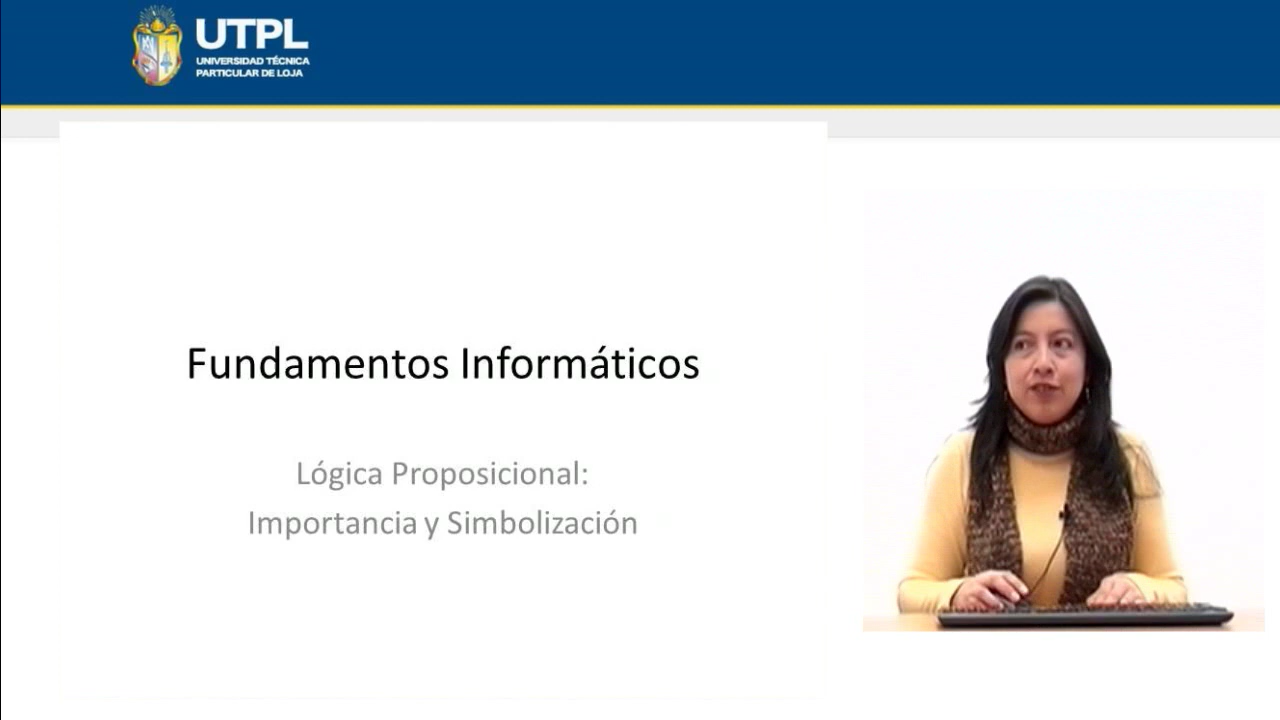 UTPL
UNIVERSIDAD TÉCNICA
PARTICULAR DE LOJA
Fundamentos Informáticos
Lógica Proposicional:
Importancia y Simbolización